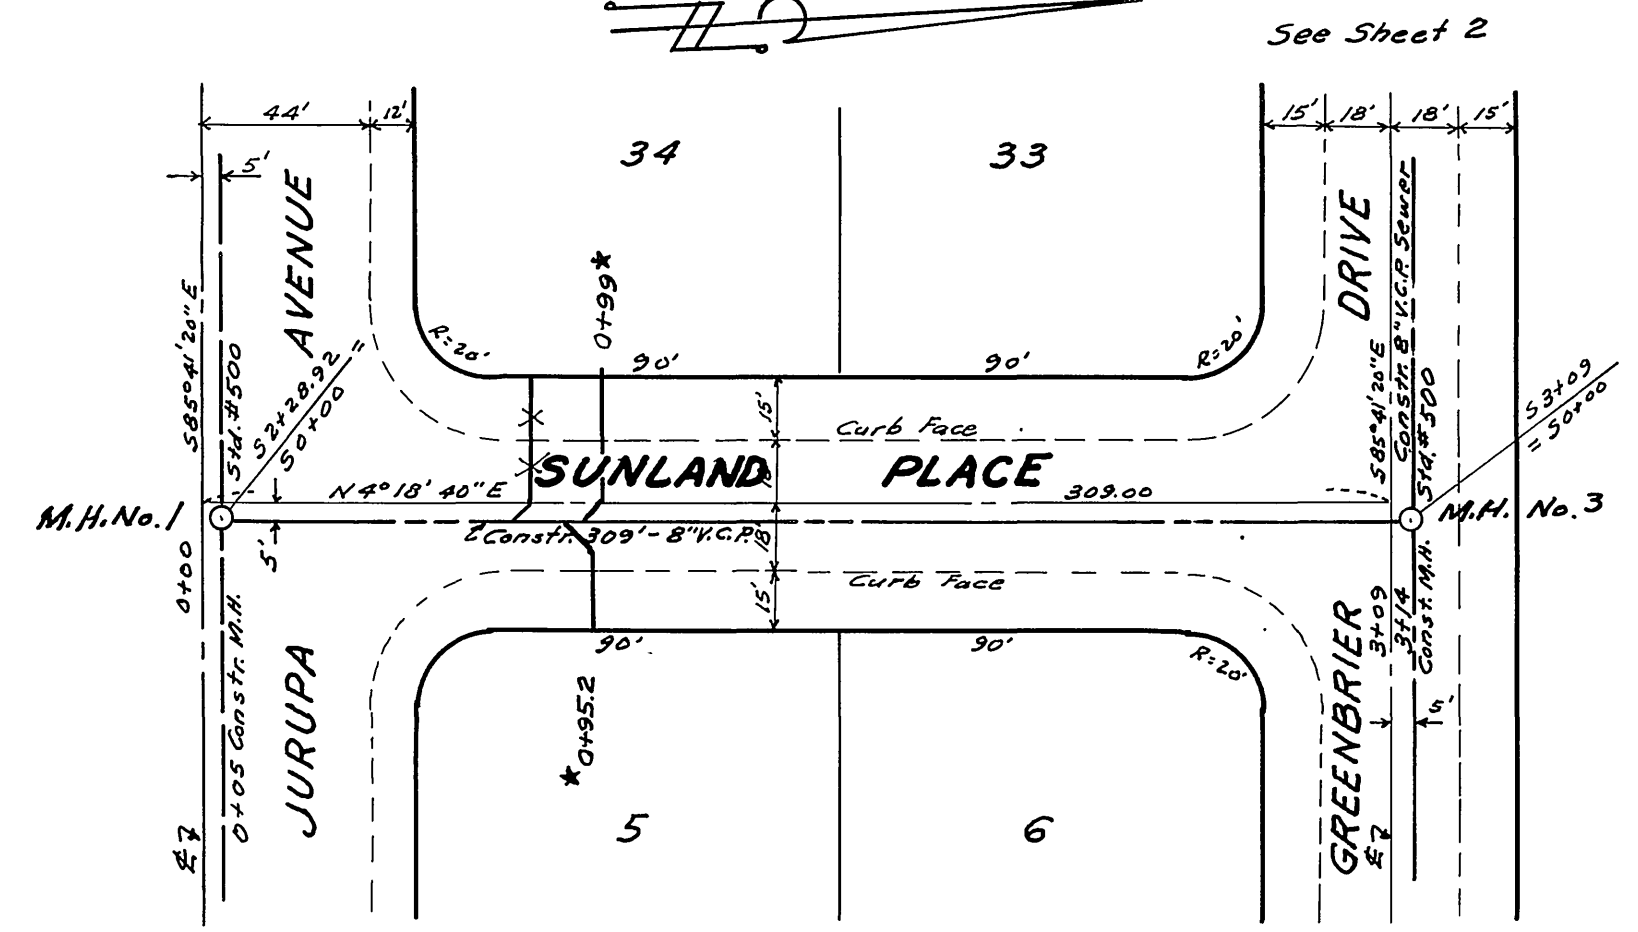 See Sheet 2
44'
12'
15'
18'
18'
15'
5'
34
33
AVENUE
DRIVE
S85°41'20"E
Std.#500
S2+28.92 =
S0+00
0+99*
R=20'
90'
90'
R=20'
S85°41'20"E
Constr. 8" V.C.P. Sewer
Std.#500
S3+09
= S0+00
15'
Curb Face
SUNLAND PLACE
18'
N4°18'40"E
309.00
M.H.No.1
M.H. No.3
Constr. 309'-8"V.C.P.
18'
5'
0+00
Curb Face
15'
90'
90'
R=20'
0+05 Constr. M.H.
JURUPA
*0+95.2
GREENBRIER
3+09
3+14
Const. M.H.
5'
5
6